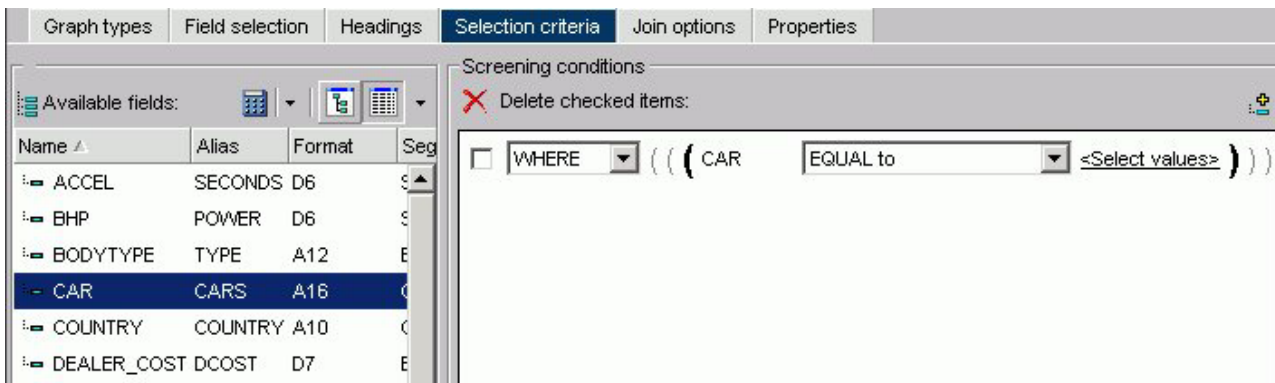 Graph types Field selection Headings Selection criteria Join options Properties
Available fields:
Name Alias Format Seg
ACCEL SECONDS D6 S
BHP POWER D6 S
BODYTYPE TYPE A12 E
CAR CARS A16 C
COUNTRY COUNTRY A10 C
DEALER_COST DCOST D7 E
Screening conditions
Delete checked items:
WHERE ( ( ( CAR EQUAL to <Select values> ) ) )